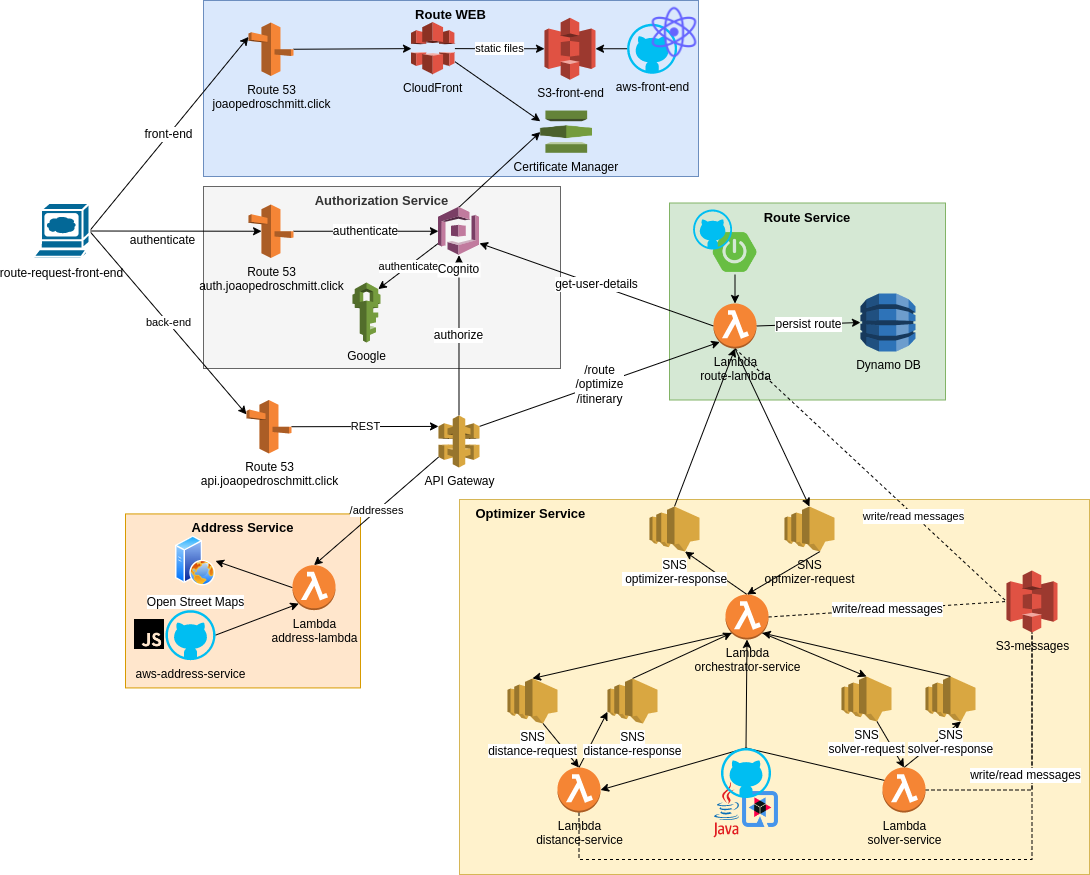 Route WEB
static files
Route 53
joaopedroschmitt.click
CloudFront
S3-front-end
aws-front-end
Certificate Manager
front-end
route-request-front-end
authenticate
back-end
Authorization Service
Route 53
auth.joaopedroschmitt.click
authenticate
Cognito
authenticate
Google
authorize
get-user-details
Route Service
Lambda
route-lambda
persist route
Dynamo DB
/route
/optimize
/itinerary
Route 53
api.joaopedroschmitt.click
REST
API Gateway
/addresses
Address Service
Open Street Maps
Lambda
address-lambda
JS
aws-address-service
Optimizer Service
SNS
optimizer-response
SNS
optmizer-request
write/read messages
write/read messages
S3-messages
Lambda
orchestrator-service
SNS
distance-request
SNS
distance-response
SNS
solver-request
SNS
solver-response
write/read messages
Java
Lambda
distance-service
Lambda
solver-service